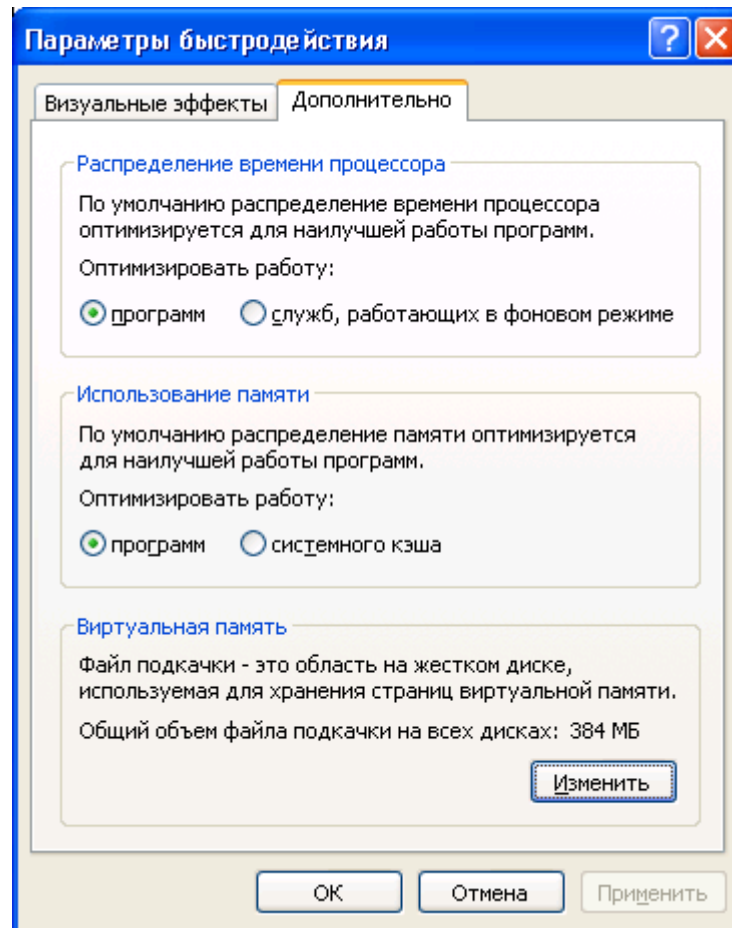 Параметры быстродействия
Визуальные эффекты
Дополнительно
Распределение времени процессора
По умолчанию распределение времени процессора
оптимизируется для наилучшей работы программ.
Оптимизировать работу:
программ служб, работающих в фоновом режиме
Использование памяти
По умолчанию распределение памяти оптимизируется
для наилучшей работы программ.
Оптимизировать работу:
программ системного кэша
Виртуальная память
Файл подкачки - это область на жестком диске,
используемая для хранения страниц виртуальной памяти.
Общий объем файла подкачки на всех дисках: 384 МБ
Изменить
ОК Отмена Применить